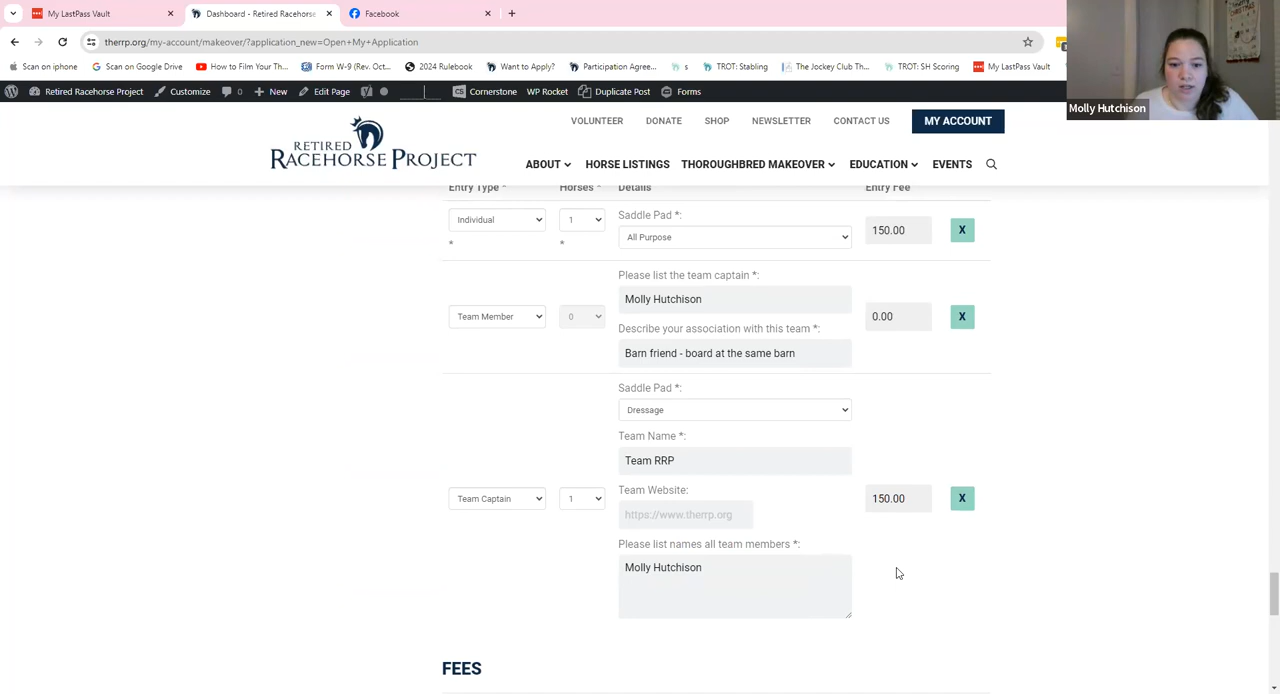 My LastPass Vault
Dashboard - Retired Racehorse
Facebook
therrp.org/my-account/makeover/?application_new=Open+My+Application
Scan on iphone
Scan on Google Drive
How to Film Your Th...
Form W-9 (Rev. Oct...
2024 Rulebook
Want to Apply?
Participation Agree...
s
TROT: Stabling
The Jockey Club Th...
TROT: SH Scoring
My LastPass Vault
Molly Hutchison
Retired Racehorse Project
Customize
0
New
Edit Page
CS Cornerstone
WP Rocket
Duplicate Post
Forms
RETIRED
RACEHORSE PROJECT
VOLUNTEER
DONATE
SHOP
NEWSLETTER
CONTACT US
MY ACCOUNT
ABOUT
HORSE LISTINGS
THOROUGHBRED MAKEOVER
EDUCATION
EVENTS
Entry Type *
Horses *
Details
Entry Fee
Individual
*
1
*
Saddle Pad *:
All Purpose
150.00
X
Team Member
0
Please list the team captain *:
Molly Hutchison
Describe your association with this team *:
Barn friend - board at the same barn
0.00
X
Team Captain
1
Saddle Pad *:
Dressage
Team Name *:
Team RRP
Team Website:
https://www.therrp.org
Please list names all team members *:
Molly Hutchison
150.00
X
FEES